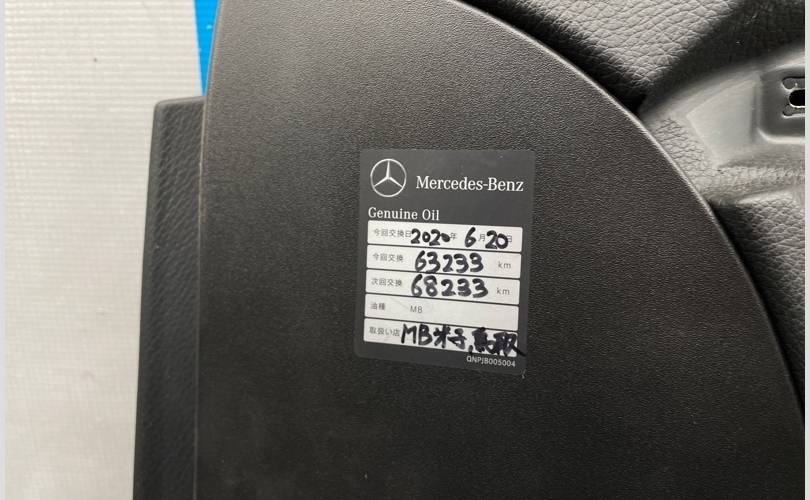 Mercedes-Benz
Genuine Oil
今回交換日 2020年 6月20日
今回交換 63233 km
次回交換 68233 km
油種 MB
取扱い店 MB米子鳥取
QNPJB005004